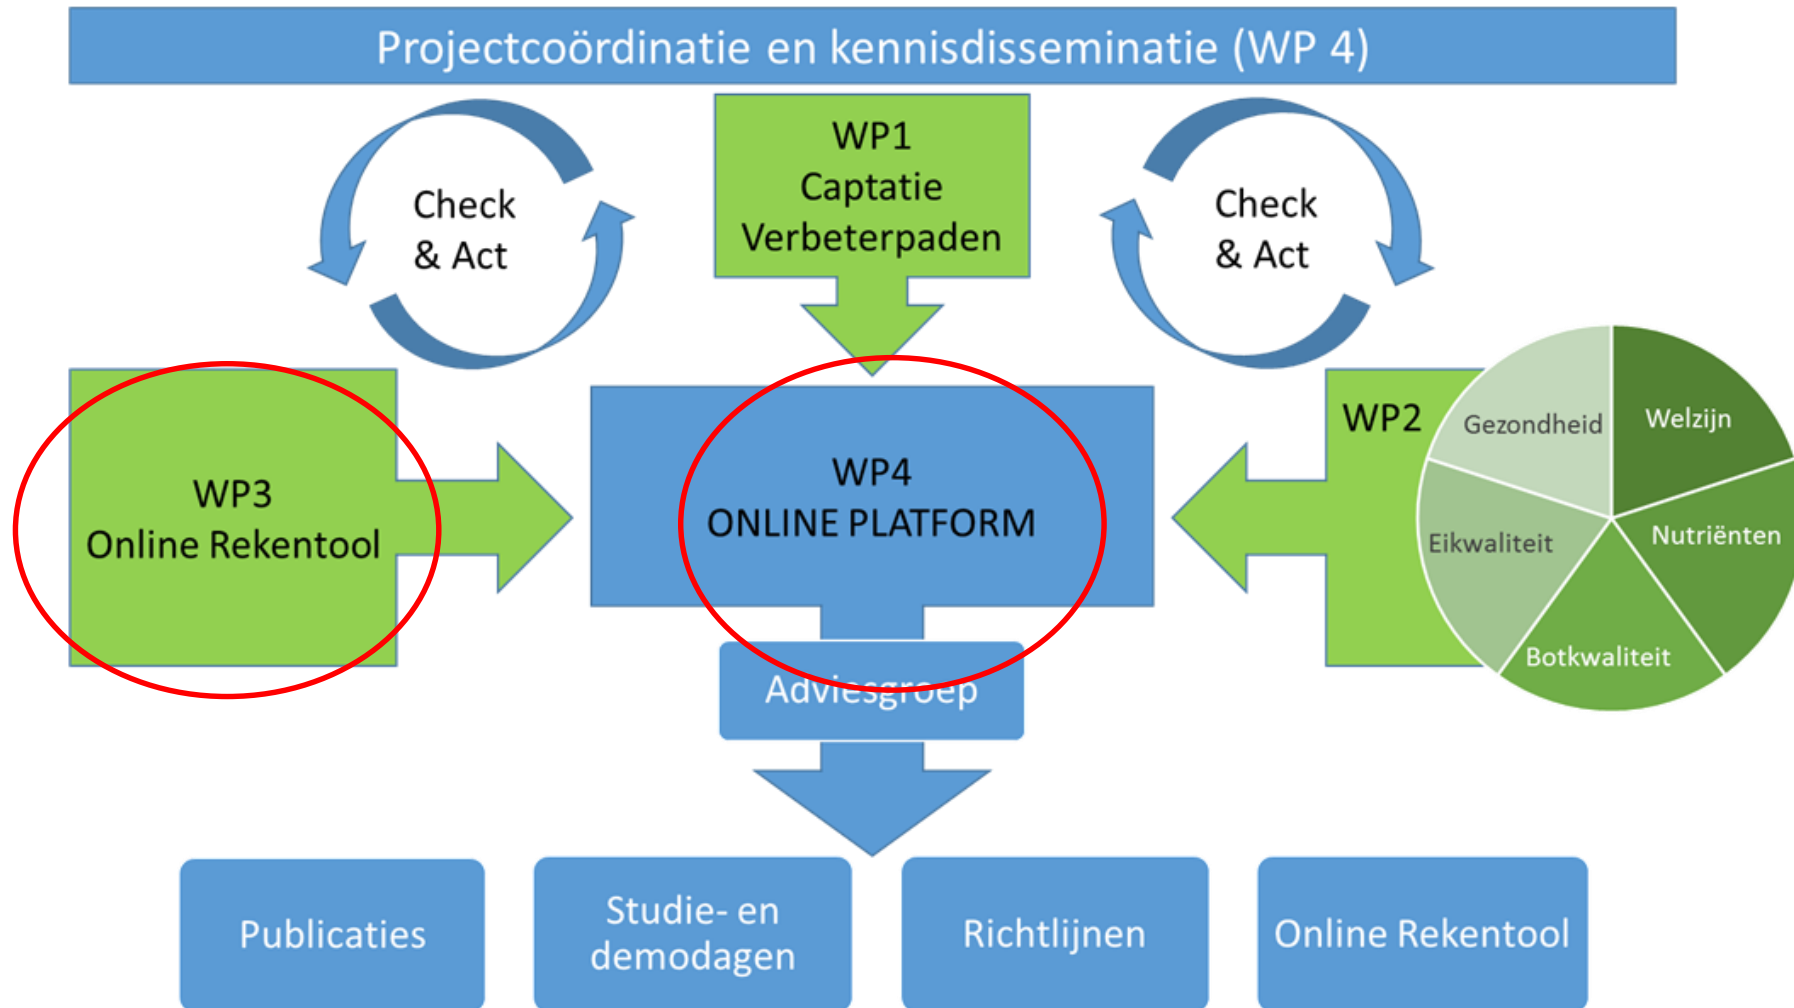 Projectcoördinatie en kennisdisseminatie (WP 4)
WP1
Captatie
Verbeterpaden
Check
& Act
Check
& Act
WP3
Online Rekentool
WP4
ONLINE PLATFORM
WP2
Gezondheid
Welzijn
Eikwaliteit
Nutriënten
Botkwaliteit
Adviesgroep
Publicaties
Studie- en
demodagen
Richtlijnen
Online Rekentool